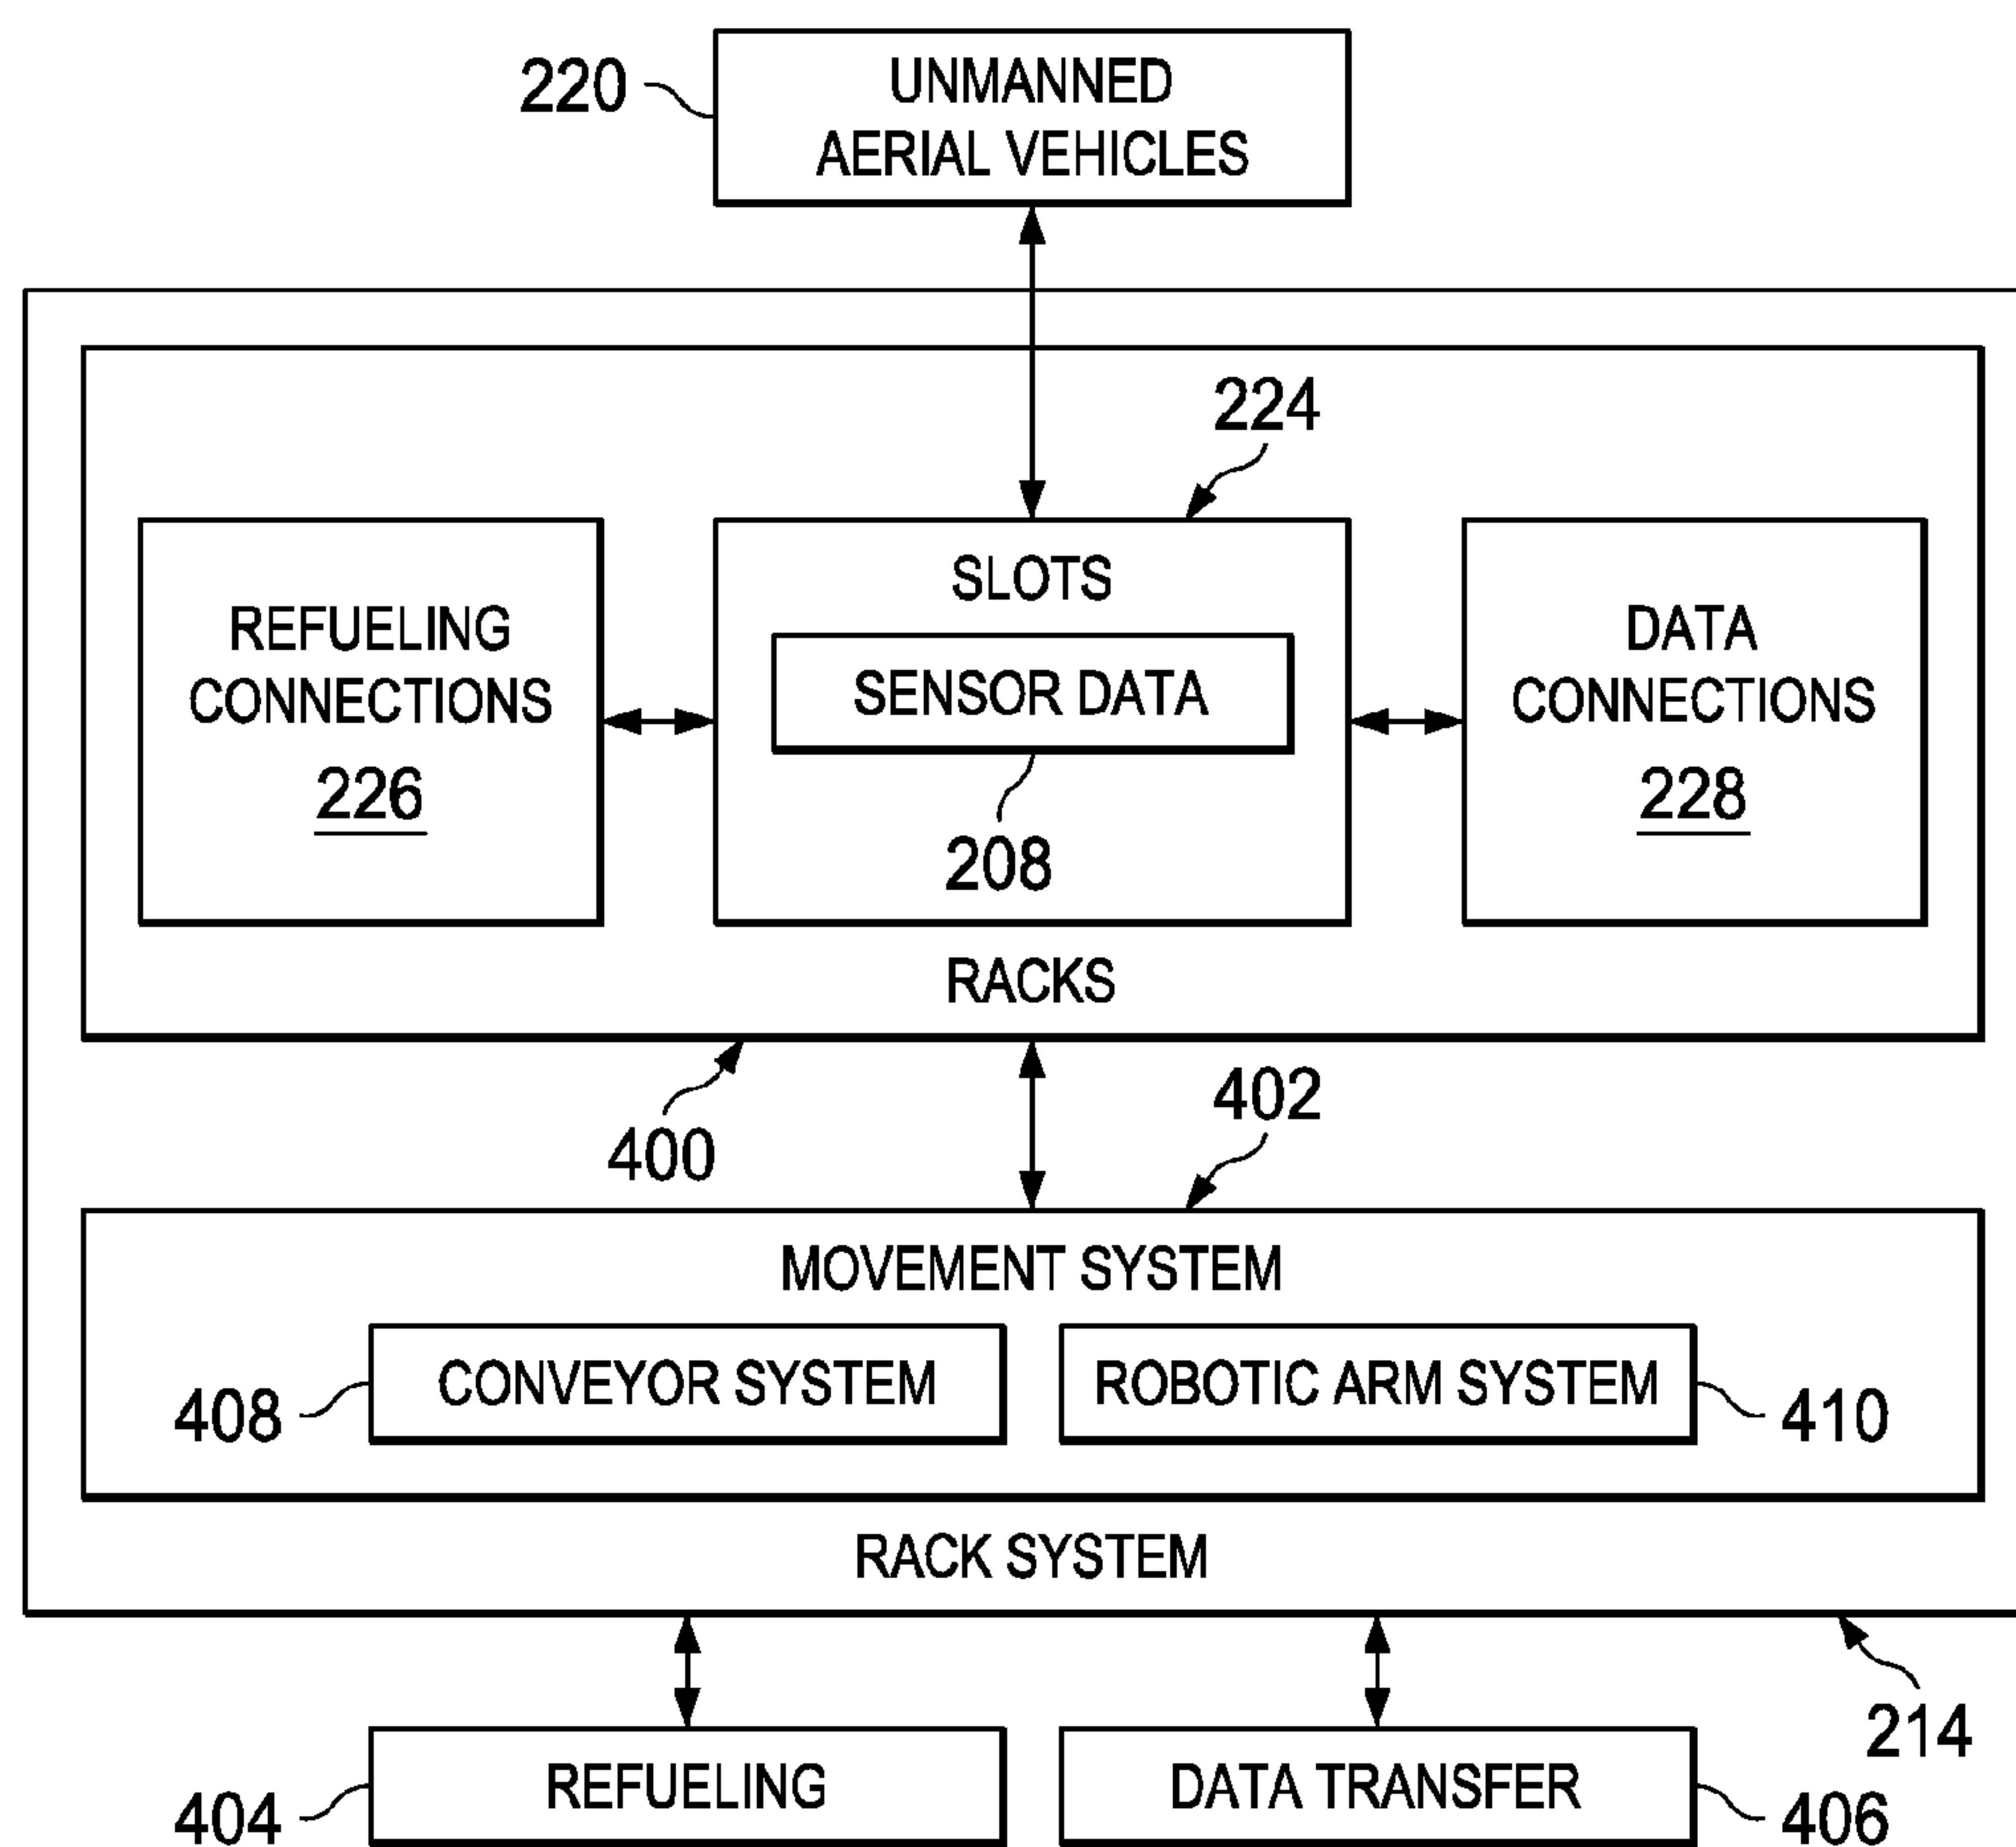 220
UNMANNED
AERIAL VEHICLES
224
REFUELING
CONNECTIONS
226
SLOTS
SENSOR DATA
208
DATA
CONNECTIONS
228
RACKS
400
402
MOVEMENT SYSTEM
408
CONVEYOR SYSTEM
ROBOTIC ARM SYSTEM
410
RACK SYSTEM
214
404
REFUELING
DATA TRANSFER
406